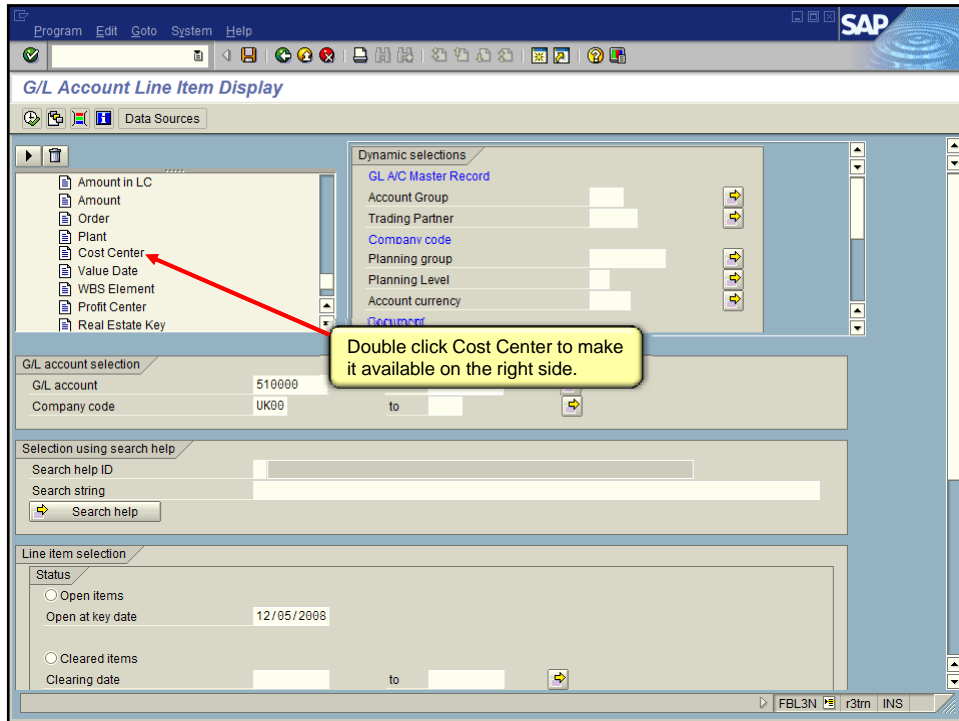 Program Edit Goto System Help
SAP
G/L Account Line Item Display
Data Sources
Amount in LC
Amount
Order
Plant
Cost Center
Value Date
WBS Element
Profit Center
Real Estate Key
Dynamic selections
GL A/C Master Record
Account Group
Trading Partner
Company code
Planning group
Planning Level
Account currency
Document
Double click Cost Center to make
it available on the right side.
G/L account selection
G/L account 510000
Company code UK00 to
Selection using search help
Search help ID
Search string
Search help
Line item selection
Status
Open items
Open at key date 12/05/2008
Cleared items
Clearing date to
FBL3N r3trn INS